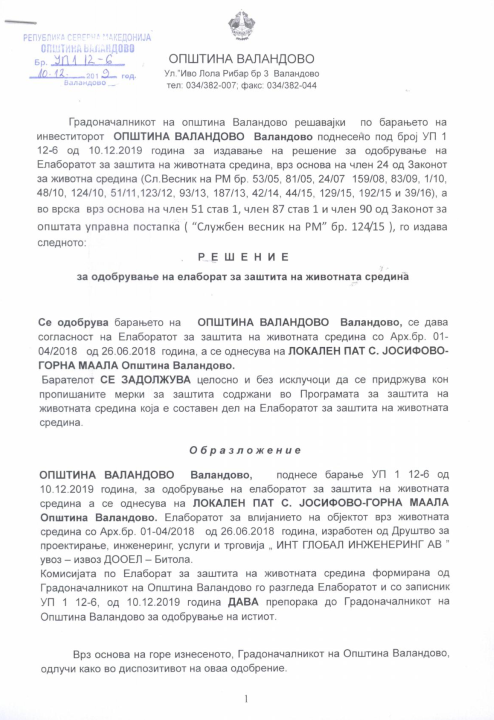 РЕПУБЛИКА СЕВЕРНА МАКЕДОНИЈА
ОПШТИНА ВАЛАНДОВО
Бр. УП1 12-6
10.12. 2019 год.
Валандово
ОПШТИНА ВАЛАНДОВО
Ул."Иво Лола Рибар бр 3 Валандово
тел: 034/382-007; факс: 034/382-044
Градоначалникот на општина Валандово решавајки по барањето на
инвеститорот ОПШТИНА ВАЛАНДОВО Валандово поднесено под број УП 1
12-6 од 10.12.2019 година за издавање на решение за одобрување на
Елаборатот за заштита на животната средина, врз основа на член 24 од Законот
за животна средина (Сл.Весник на РМ бр. 53/05, 81/05, 24/07 159/08, 83/09, 1/10,
48/10, 124/10, 51/11,123/12, 93/13, 187/13, 42/14, 44/15, 129/15, 192/15 и 39/16), а
во врска врз основа на член 51 став 1, член 87 став 1 и член 90 од Законот за
општата управна постапка ( "Службен весник на РМ" бр. 124/15 ), го издава
следното:
Р Е Ш Е Н И Е
за одобрување на елаборат за заштита на животната средина
Се одобрува барањето на ОПШТИНА ВАЛАНДОВО Валандово, се дава
согласност на Елаборатот за заштита на животната средина со Арх.бр. 01-
04/2018 од 26.06.2018 година, а се однесува на ЛОКАЛЕН ПАТ С. ЈОСИФОВО-
ГОРНА МААЛА Општина Валандово.
Барателот СЕ ЗАДОЛЖУВА целосно и без исклучоци да се придржува кон
пропишаните мерки за заштита содржани во Програмата за заштита на
животната средина која е составен дел на Елаборатот за заштита на животната
средина.
О б р а з л о ж е н и е
ОПШТИНА ВАЛАНДОВО Валандово, поднесе барање УП 1 12-6 од
10.12.2019 година, за одобрување на елаборатот за заштита на животната
средина а се однесува на ЛОКАЛЕН ПАТ С. ЈОСИФОВО-ГОРНА МААЛА
Општина Валандово. Елаборатот за влијанието на објектот врз животната
средина со Арх.бр. 01-04/2018 од 26.06.2018 година, изработен од Друштво за
проектирање, инженеринг, услуги и трговија „ ИНТ ГЛОБАЛ ИНЖЕНЕРИНГ АВ "
увоз – извоз ДООЕЛ – Битола.
Комисијата по Елаборат за заштита на животната средина формирана од
Градоначалникот на Општина Валандово го разгледа Елаборатот и со записник
УП 1 12-6, од 10.12.2019 година ДАВА препорака до Градоначалникот на
Општина Валандово за одобрување на истиот.
Врз основа на горе изнесеното, Градоначалникот на Општина Валандово,
одлучи како во диспозитивот на оваа одобрение.
1